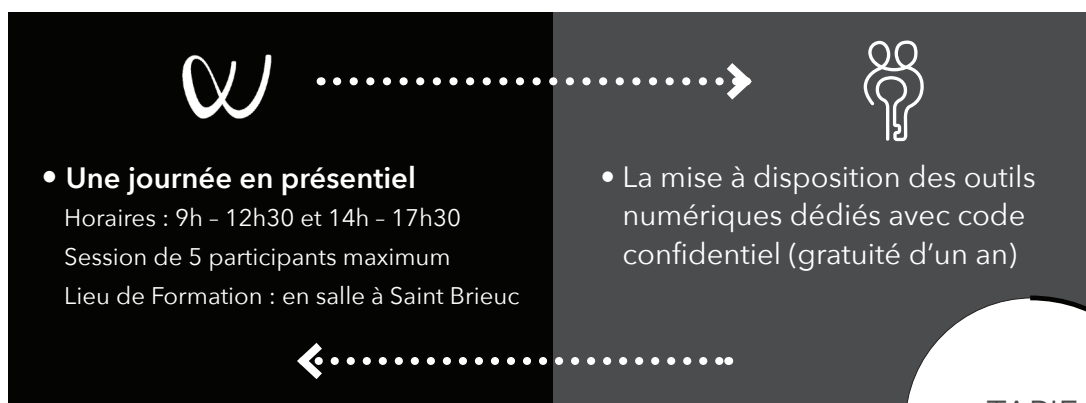 • Une journée en présentiel
Horaires : 9h – 12h30 et 14h – 17h30
Session de 5 participants maximum
Lieu de Formation : en salle à Saint Brieuc
• La mise à disposition des outils
numériques dédiés avec code
confidentiel (gratuité d’un an)